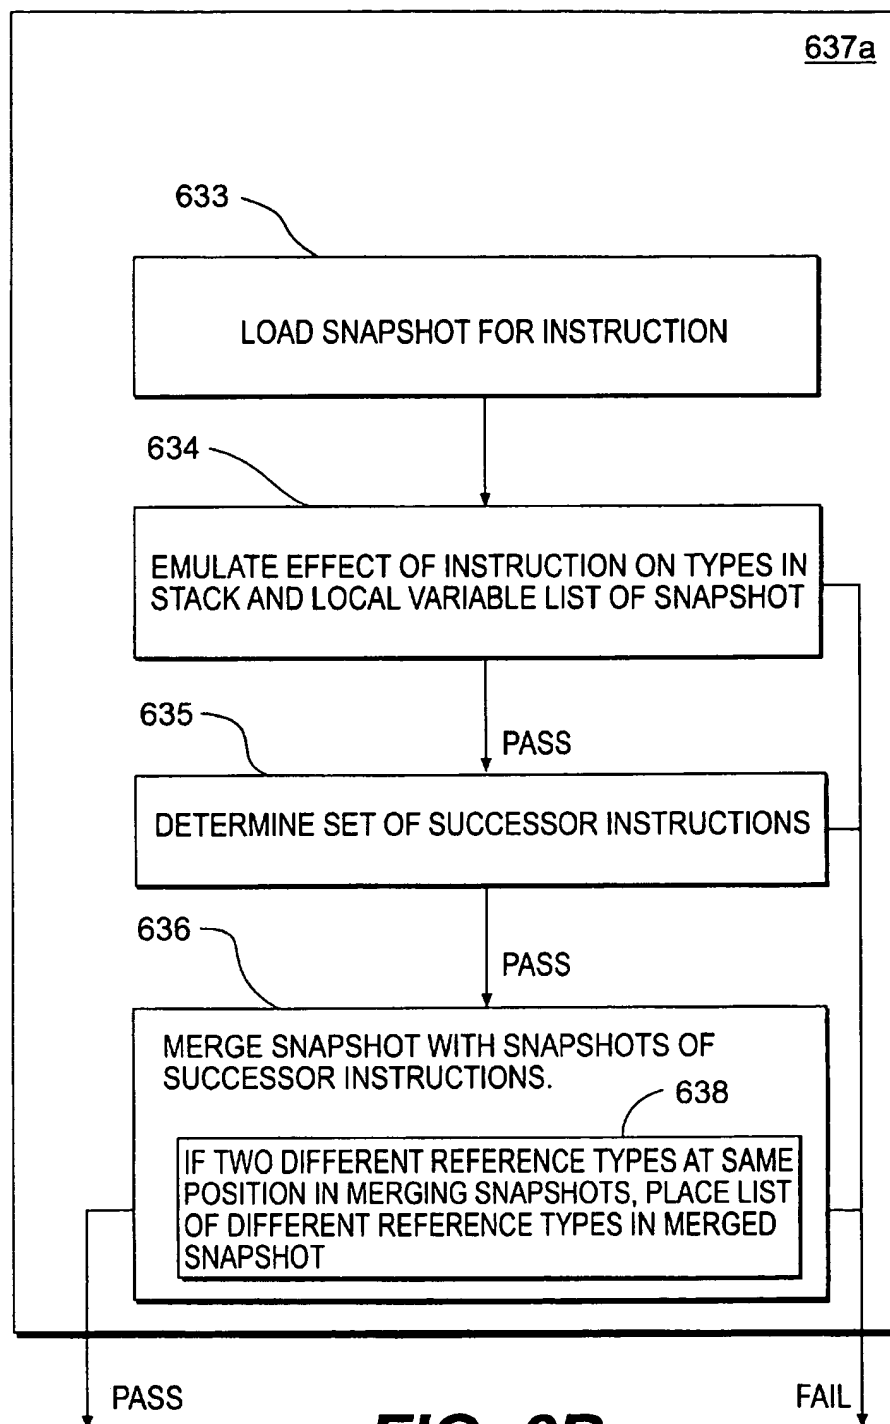 637a
633
LOAD SNAPSHOT FOR INSTRUCTION
634
EMULATE EFFECT OF INSTRUCTION ON TYPES IN
STACK AND LOCAL VARIABLE LIST OF SNAPSHOT
635
PASS
DETERMINE SET OF SUCCESSOR INSTRUCTIONS
636
PASS
MERGE SNAPSHOT WITH SNAPSHOTS OF
SUCCESSOR INSTRUCTIONS.
638
IF TWO DIFFERENT REFERENCE TYPES AT SAME
POSITION IN MERGING SNAPSHOTS, PLACE LIST
OF DIFFERENT REFERENCE TYPES IN MERGED
SNAPSHOT
PASS
FAIL
FIG.